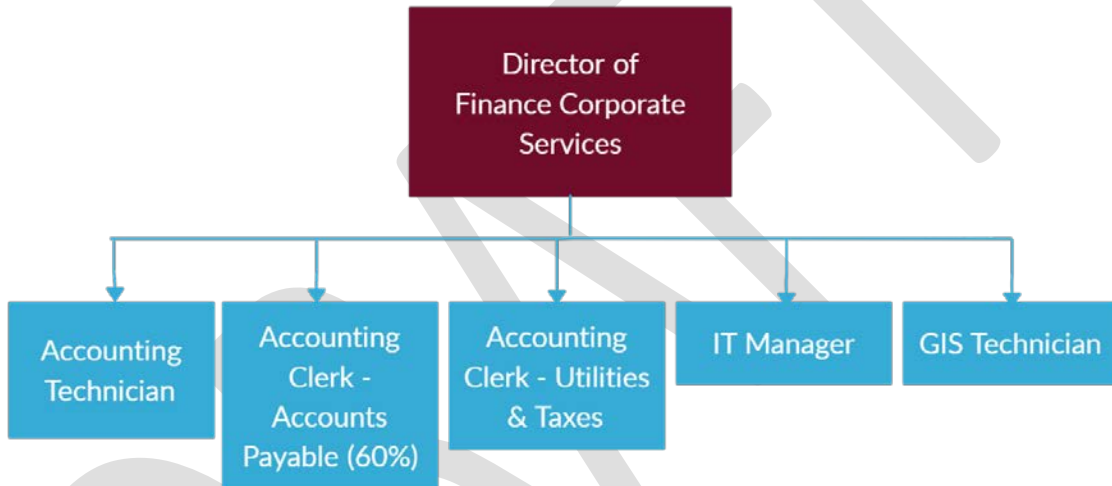 Director of
Finance Corporate
Services
Accounting
Technician
Accounting
Clerk -
Accounts
Payable (60%)
Accounting
Clerk - Utilities
& Taxes
IT Manager
GIS Technician